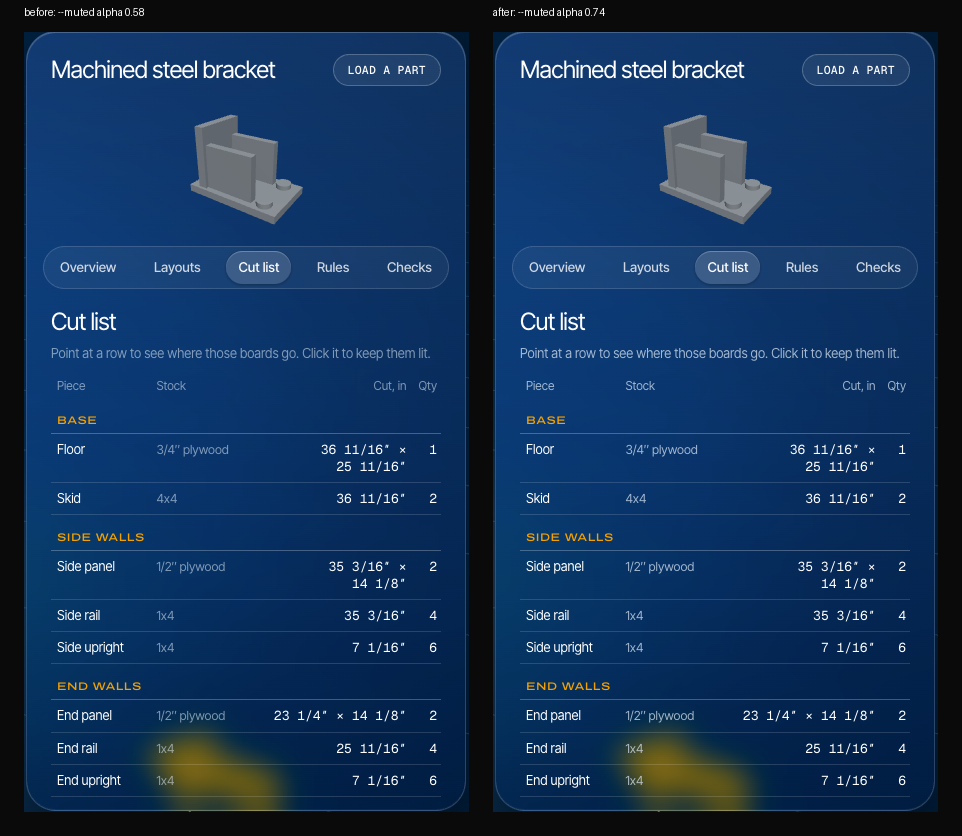 before: --muted alpha 0.58
Machined steel bracket
LOAD A PART
Overview Layouts Cut list Rules Checks
Cut list
Point at a row to see where those boards go. Click it to keep them lit.
Piece Stock Cut, in Qty
BASE
Floor 3/4″ plywood 36 11/16″ × 1
25 11/16″
Skid 4x4 36 11/16″ 2
SIDE WALLS
Side panel 1/2″ plywood 35 3/16″ × 2
14 1/8″
Side rail 1x4 35 3/16″ 4
Side upright 1x4 7 1/16″ 6
END WALLS
End panel 1/2″ plywood 23 1/4″ × 14 1/8″ 2
End rail 1x4 25 11/16″ 4
End upright 1x4 7 1/16″ 6
after: --muted alpha 0.74
Machined steel bracket
LOAD A PART
Overview Layouts Cut list Rules Checks
Cut list
Point at a row to see where those boards go. Click it to keep them lit.
Piece Stock Cut, in Qty
BASE
Floor 3/4″ plywood 36 11/16″ × 1
25 11/16″
Skid 4x4 36 11/16″ 2
SIDE WALLS
Side panel 1/2″ plywood 35 3/16″ × 2
14 1/8″
Side rail 1x4 35 3/16″ 4
Side upright 1x4 7 1/16″ 6
END WALLS
End panel 1/2″ plywood 23 1/4″ × 14 1/8″ 2
End rail 1x4 25 11/16″ 4
End upright 1x4 7 1/16″ 6